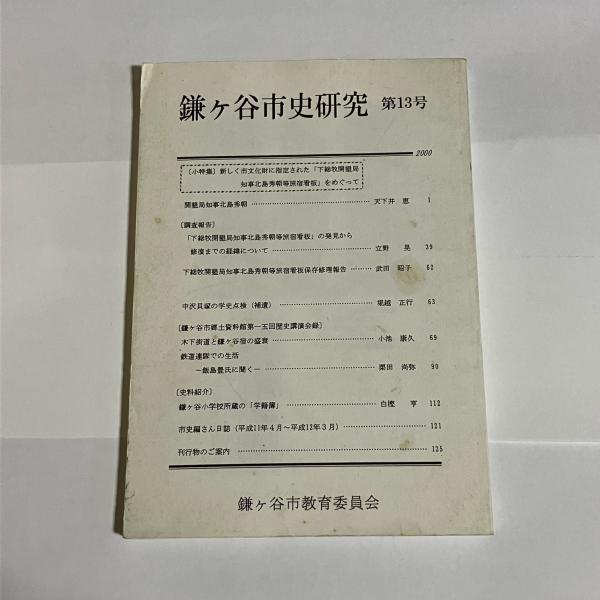 鎌ヶ谷市史研究 第13号
2000
〔小特集〕新しく市文化財に指定された「下総牧開墾局
知事北島秀朝等旅宿看板」をめぐって
開墾局知事北島秀朝 天下井 恵 1
〔調査報告〕
「下総牧開墾局知事北島秀朝等旅宿看板」の発見から
修復までの経緯について 立野 晃 29
下総牧開墾局知事北島秀朝等旅宿看板保存修理報告 武田 昭子 62
中沢貝塚の学史点検（補遺） 堀越 正行 63
〔鎌ヶ谷市郷土資料館第一五回歴史講演会録〕
木下街道と鎌ヶ谷宿の盛衰 小池 康久 69
鉄道連隊での生活
－飯島豊氏に聞く－ 栗田 尚弥 90
〔史料紹介〕
鎌ヶ谷小学校所蔵の「学籍簿」 白樫 亨 112
市史編さん日誌（平成11年4月～平成12年3月） 121
刊行物のご案内 125
鎌ヶ谷市教育委員会